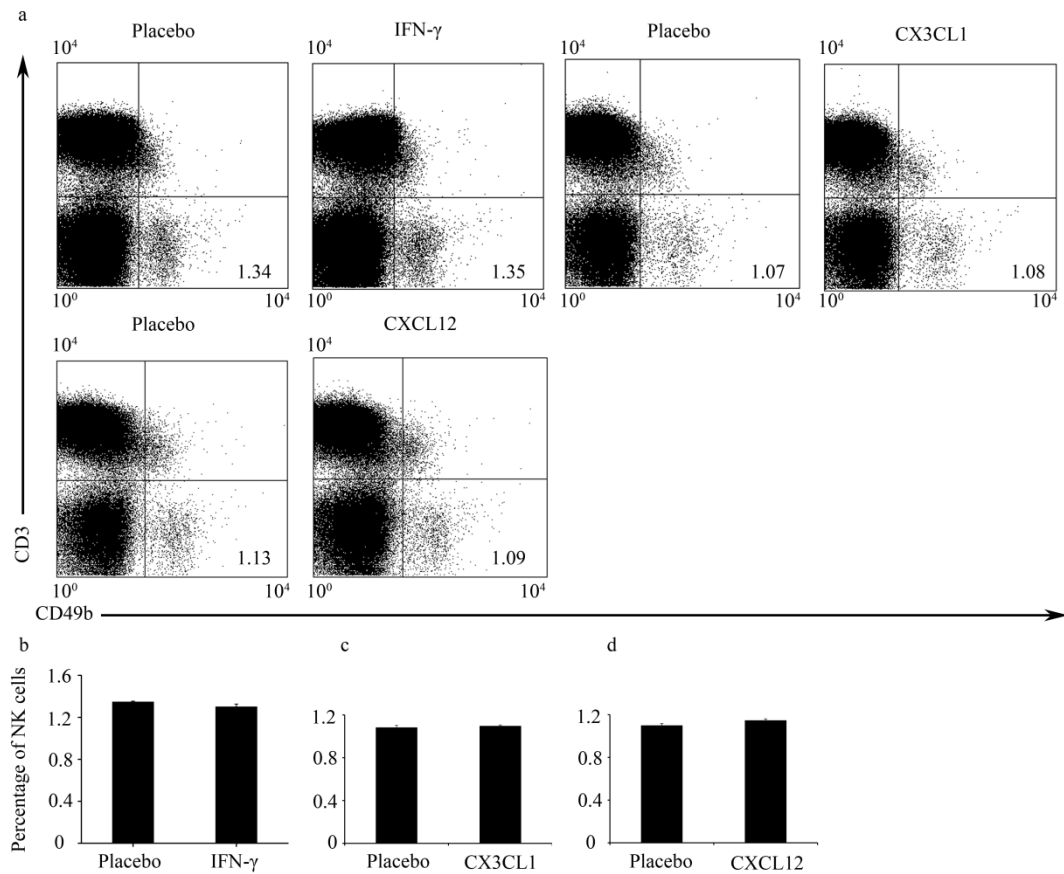 a
Placebo IFN-γ Placebo CX3CL1
10⁴ 10⁴ 10⁴ 10⁴
1.34 1.35 1.07 1.08
10⁰ 10⁴ 10⁰ 10⁴ 10⁰ 10⁴ 10⁰ 10⁴
Placebo CXCL12
10⁴ 10⁴
1.13 1.09
10⁰ 10⁴ 10⁰ 10⁴
CD3
CD49b
b c d
Percentage of NK cells
1.6
1.2 1.2 1.2
0.8 0.8 0.8
0.4 0.4 0.4
0 0 0
Placebo IFN-γ Placebo CX3CL1 Placebo CXCL12